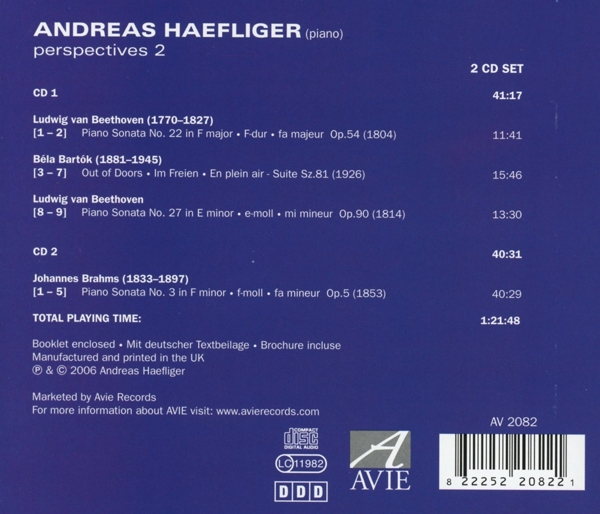 ANDREAS HAEFLIGER (piano)
perspectives 2
2 CD SET
CD 1 41:17
Ludwig van Beethoven (1770–1827)
[1 – 2] Piano Sonata No. 22 in F major • F-dur • fa majeur Op.54 (1804) 11:41
Béla Bartók (1881–1945)
[3 – 7] Out of Doors • Im Freien • En plein air - Suite Sz.81 (1926) 15:46
Ludwig van Beethoven
[8 – 9] Piano Sonata No. 27 in E minor • e-moll • mi mineur Op.90 (1814) 13:30
CD 2 40:31
Johannes Brahms (1833–1897)
[1 – 5] Piano Sonata No. 3 in F minor • f-moll • fa mineur Op.5 (1853) 40:29
TOTAL PLAYING TIME: 1:21:48
Booklet enclosed • Mit deutscher Textbeilage • Brochure incluse
Manufactured and printed in the UK
℗ & © 2006 Andreas Haefliger
Marketed by Avie Records
For more information about AVIE visit: www.avierecords.com
AV 2082
COMPACT
disc
DIGITAL AUDIO
LC 11982
DDD
A
AVIE
8 22252 20822 1